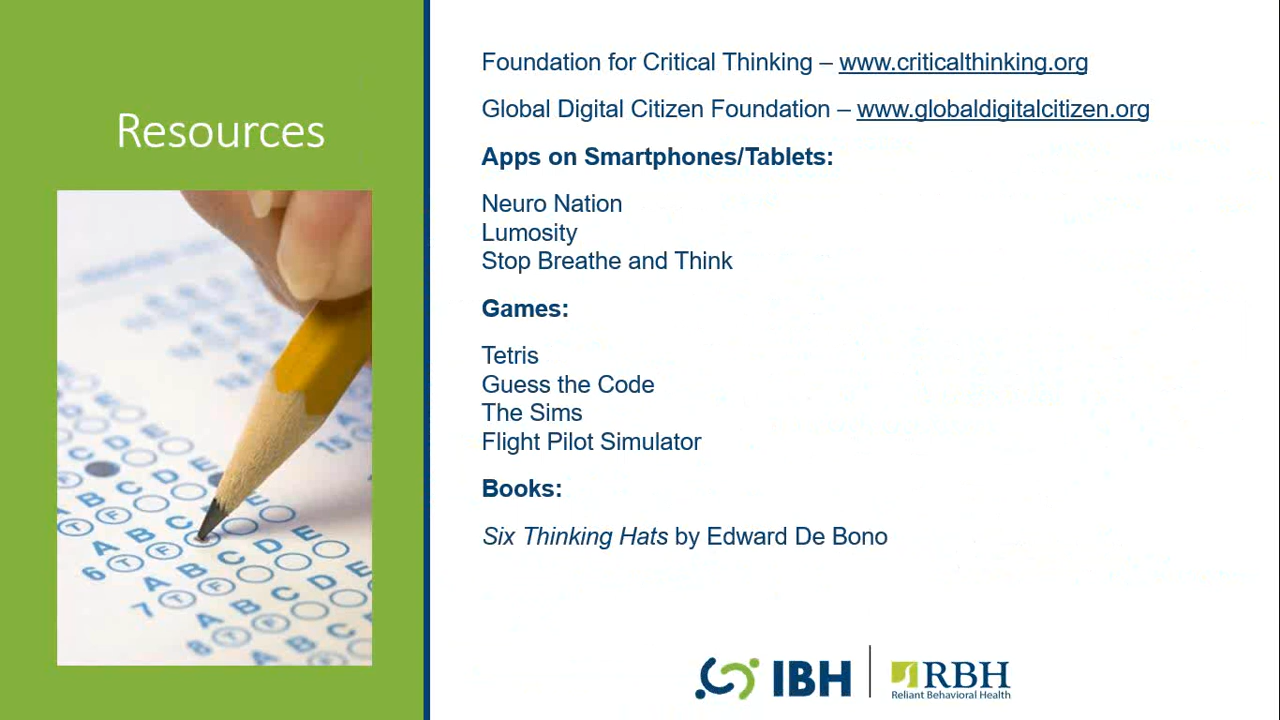 Resources
Foundation for Critical Thinking – www.criticalthinking.org
Global Digital Citizen Foundation – www.globaldigitalcitizen.org
Apps on Smartphones/Tablets:
Neuro Nation
Lumosity
Stop Breathe and Think
Games:
Tetris
Guess the Code
The Sims
Flight Pilot Simulator
Books:
Six Thinking Hats by Edward De Bono
IBH
RBH
Reliant Behavioral Health